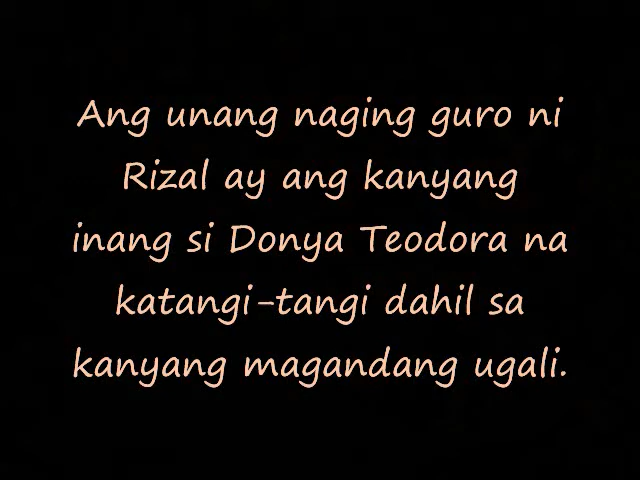 Ang unang naging guro ni
Rizal ay ang kanyang
inang si Donya Teodora na
katangi-tangi dahil sa
kanyang magandang ugali.